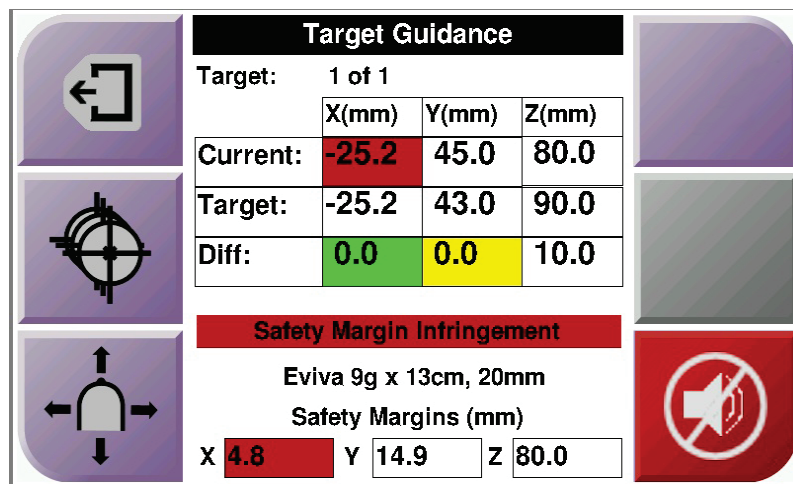 Target Guidance
Target: 1 of 1
X(mm) Y(mm) Z(mm)
Current: -25.2 45.0 80.0
Target: -25.2 43.0 90.0
Diff: 0.0 0.0 10.0
Safety Margin Infringement
Eviva 9g x 13cm, 20mm
Safety Margins (mm)
X 4.8 Y 14.9 Z 80.0